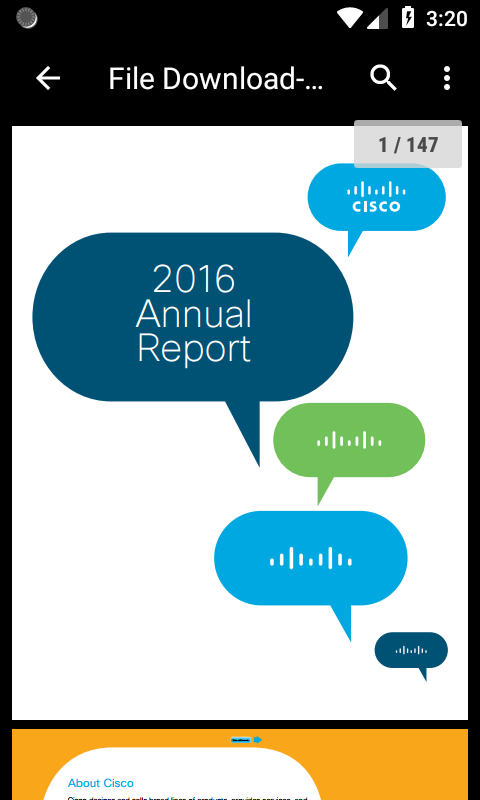 3:20
File Download-...
1 / 147
CISCO
2016
Annual
Report
About Cisco